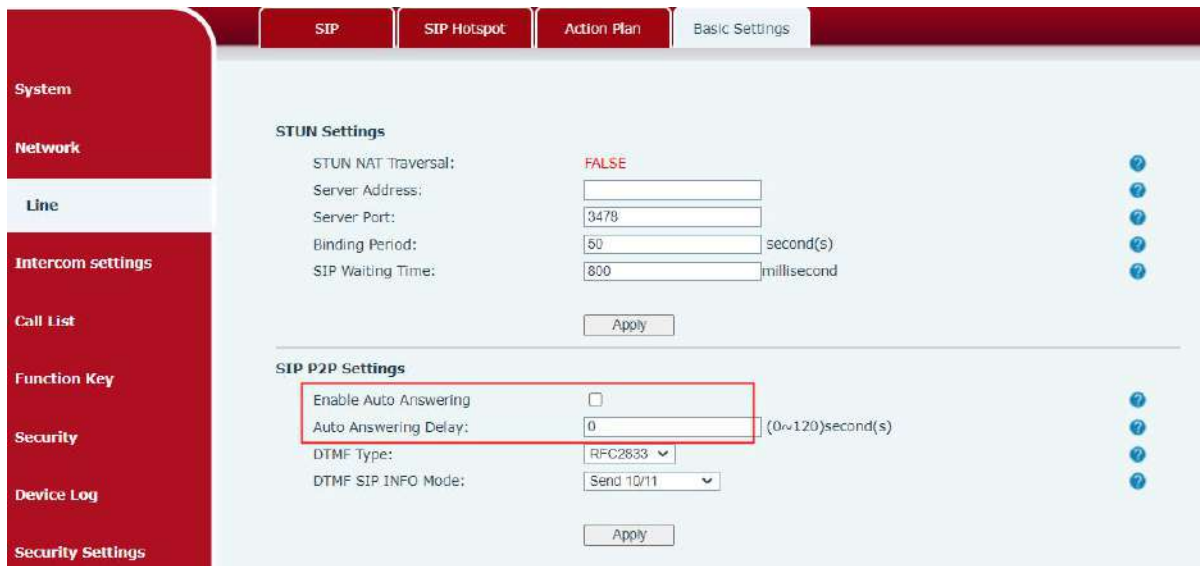 SIP SIP Hotspot Action Plan Basic Settings
System
Network
Line
Intercom settings
Call List
Function Key
Security
Device Log
Security Settings
STUN Settings
STUN NAT Traversal: FALSE
Server Address:
Server Port: 3478
Binding Period: 50 second(s)
SIP Waiting Time: 800 millisecond
Apply
SIP P2P Settings
Enable Auto Answering
Auto Answering Delay: 0 (0~120)second(s)
DTMF Type: RFC2833
DTMF SIP INFO Mode: Send 10/11
Apply